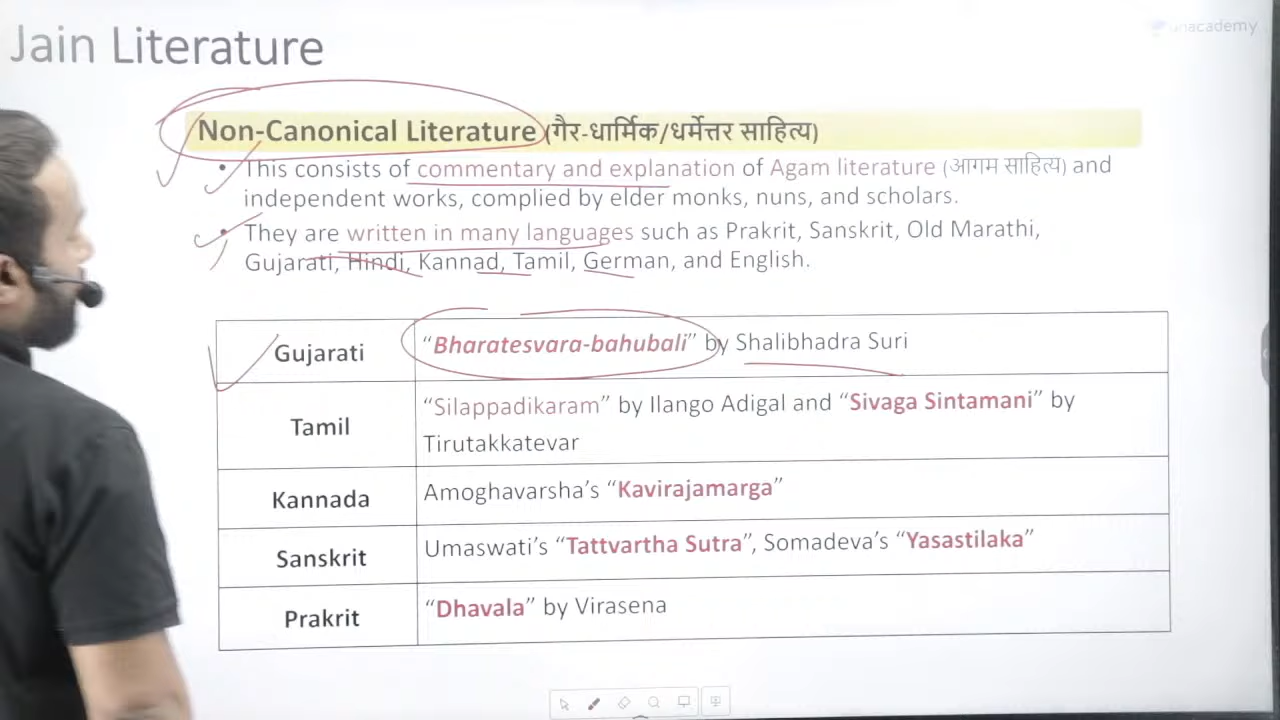 Jain Literature
unacademy
Non-Canonical Literature (गैर-धार्मिक/धर्मेत्तर साहित्य)
• This consists of commentary and explanation of Agam literature (आगम साहित्य) and
independent works, complied by elder monks, nuns, and scholars.
• They are written in many languages such as Prakrit, Sanskrit, Old Marathi,
Gujarati, Hindi, Kannad, Tamil, German, and English.
Gujarati "Bharatesvara-bahubali" by Shalibhadra Suri
Tamil "Silappadikaram" by Ilango Adigal and "Sivaga Sintamani" by
Tirutakkatevar
Kannada Amoghavarsha's "Kavirajamarga"
Sanskrit Umaswati's "Tattvartha Sutra", Somadeva's "Yasastilaka"
Prakrit "Dhavala" by Virasena